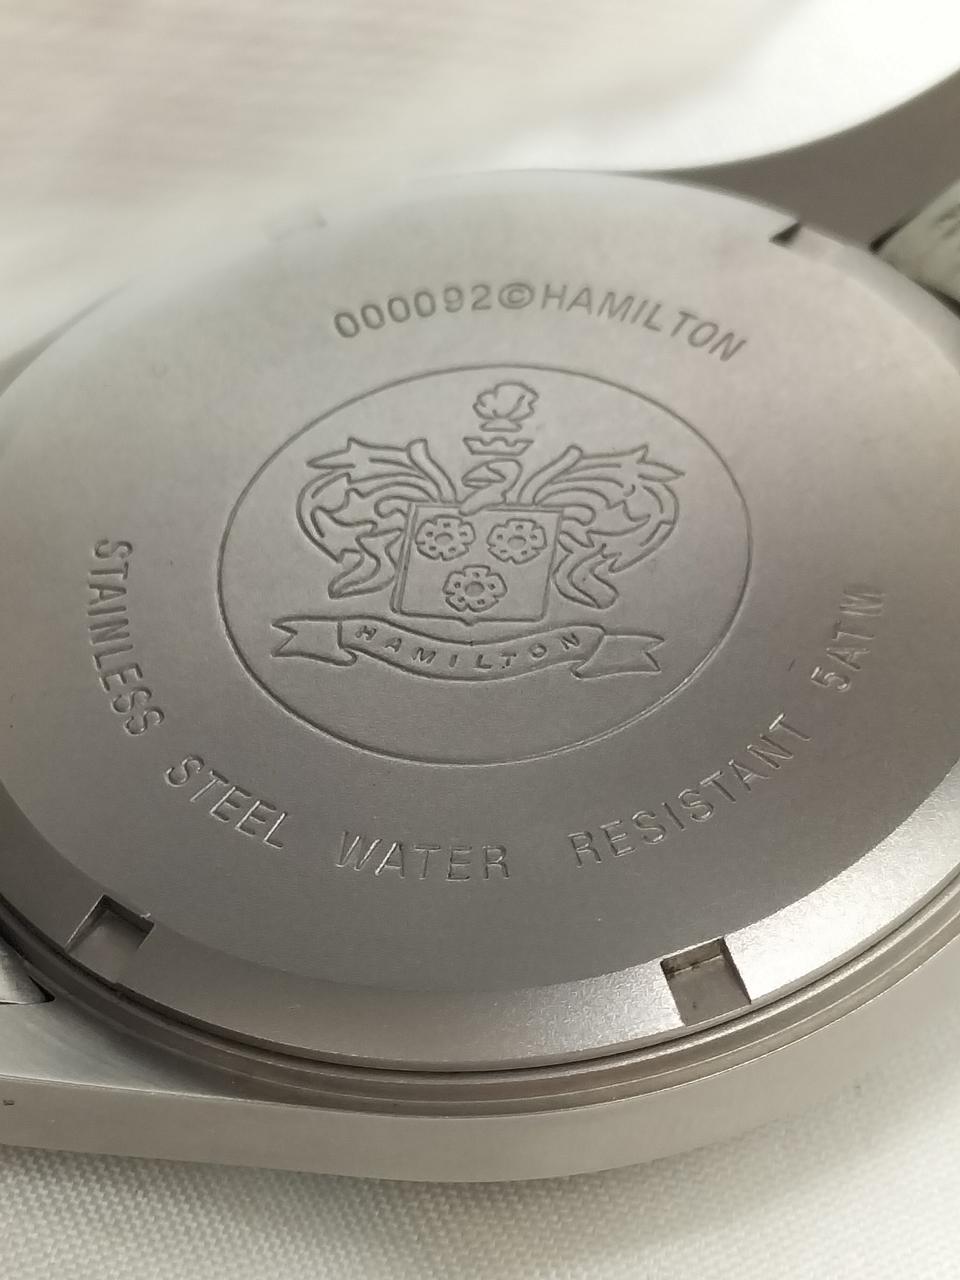 000092©HAMILTON
HAMILTON
STAINLESS STEEL WATER RESISTANT 5ATM